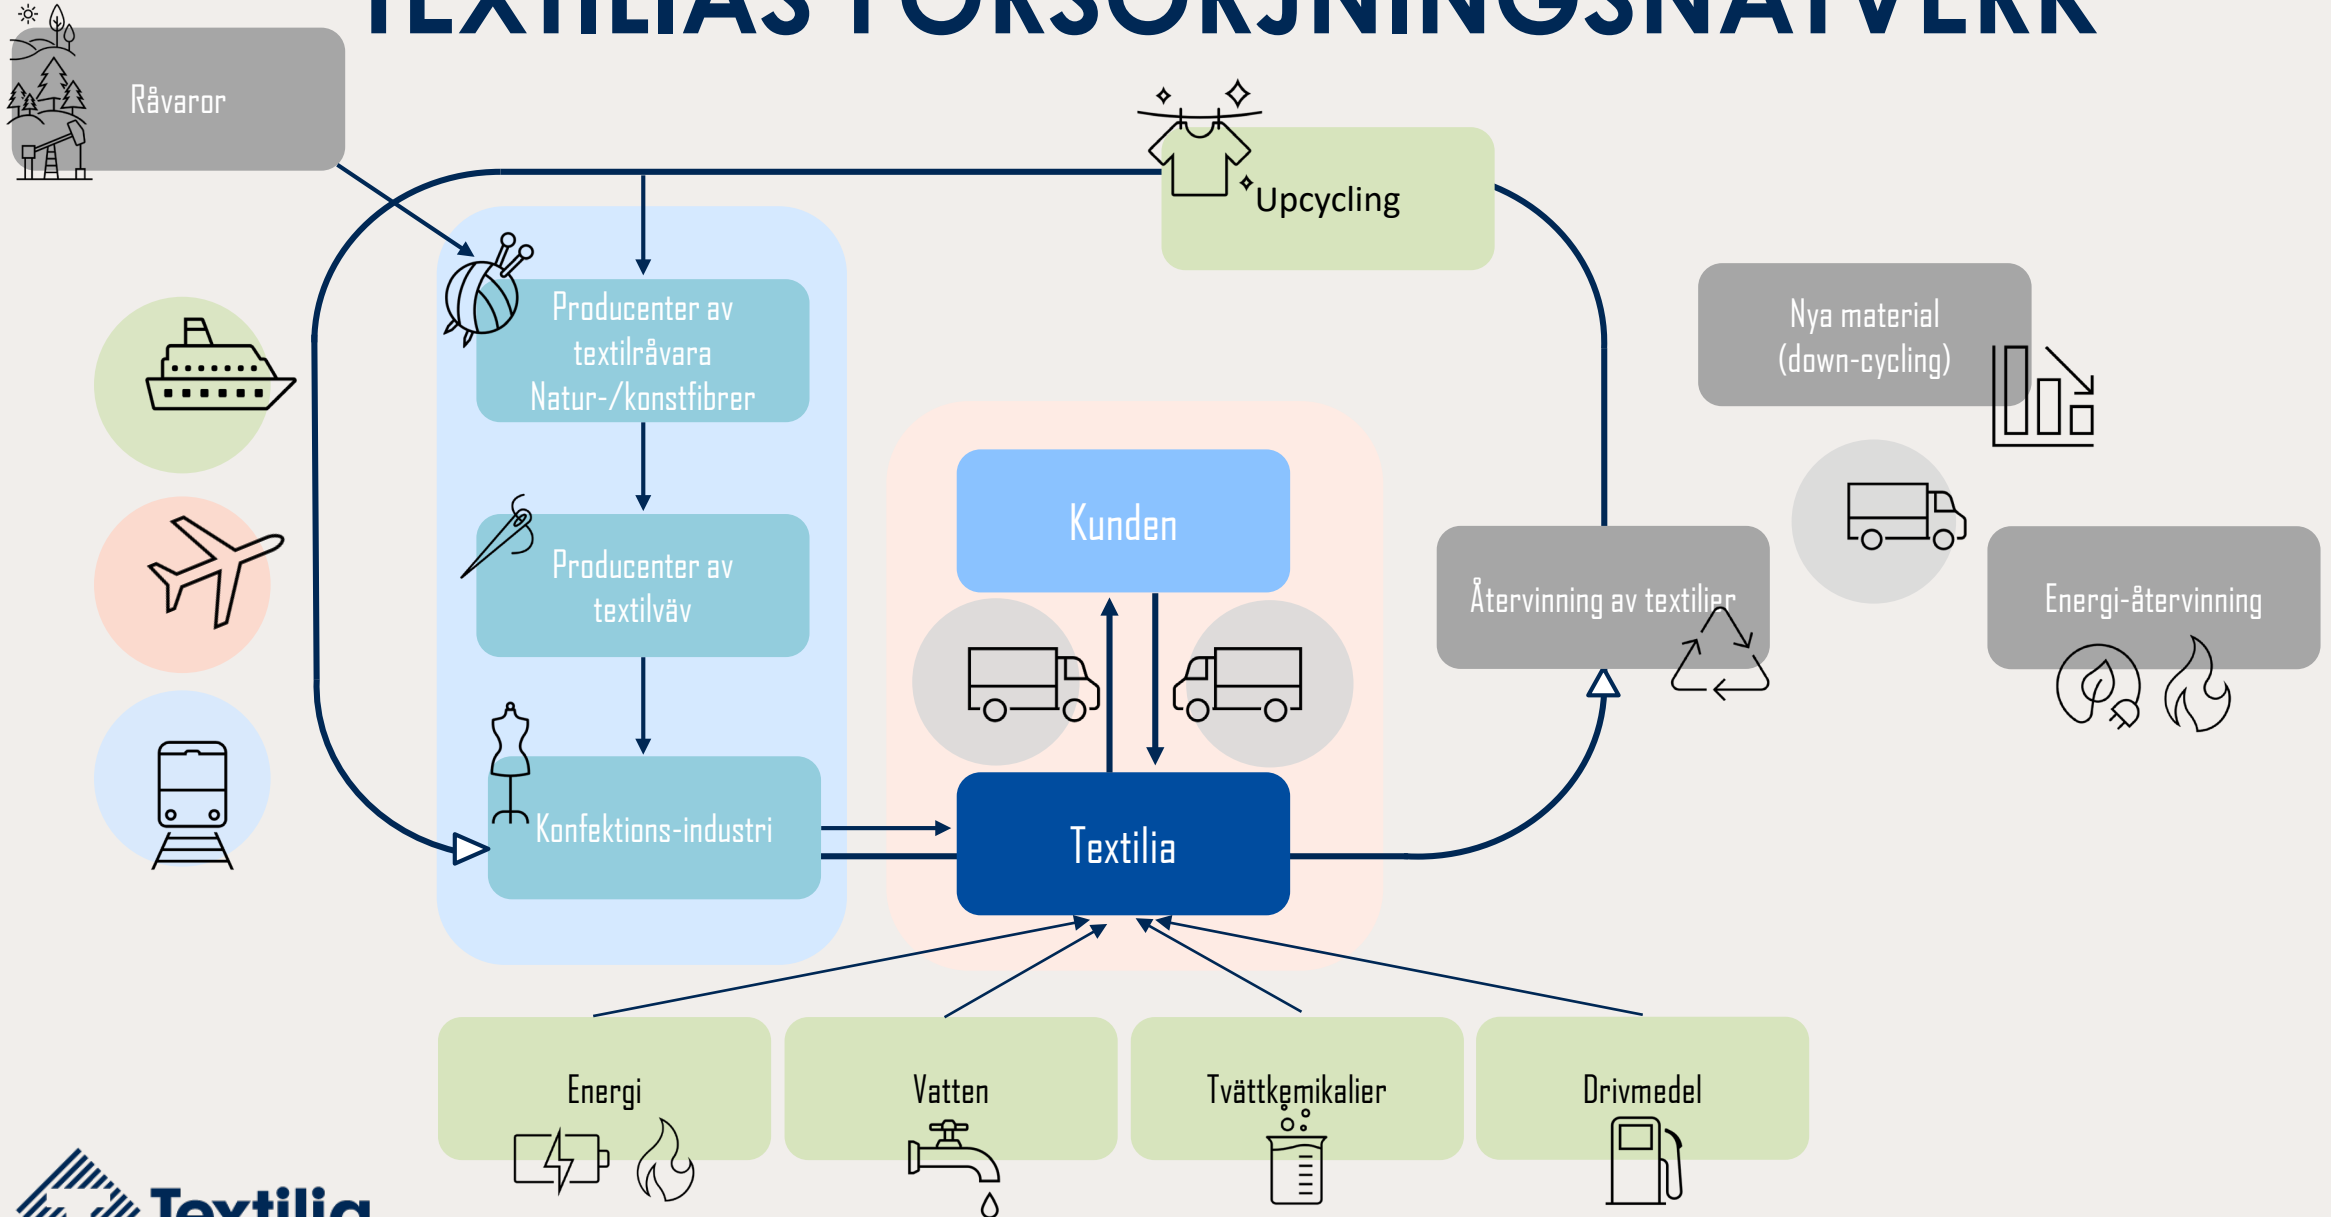 TEXTILIAS FÖRSÖRJNINGSNÄTVERK
Råvaror
Upcycling
Producenter av
textilråvara
Natur-/konstfibrer
Nya material
(down-cycling)
Kunden
Producenter av
textilväv
Återvinning av textilier
Energi-återvinning
Konfektions-industri
Textilia
Energi
Vatten
Tvättkemikalier
Drivmedel
Textilia